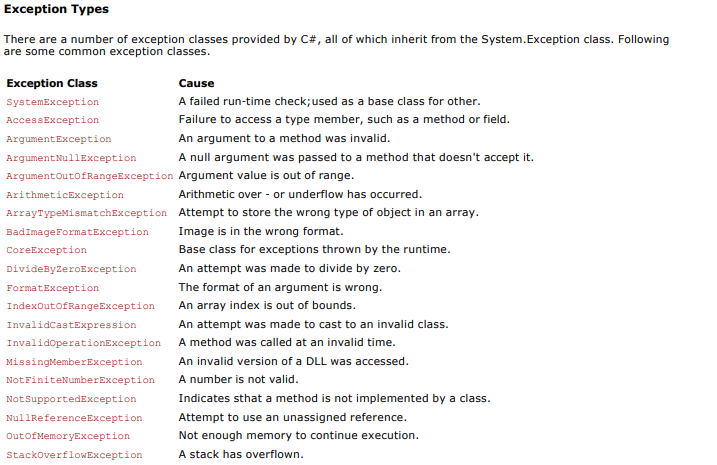 Exception Types
There are a number of exception classes provided by C#, all of which inherit from the System.Exception class. Following
are some common exception classes.
Exception Class Cause
SystemException A failed run-time check;used as a base class for other.
AccessException Failure to access a type member, such as a method or field.
ArgumentException An argument to a method was invalid.
ArgumentNullException A null argument was passed to a method that doesn't accept it.
ArgumentOutOfRangeException Argument value is out of range.
ArithmeticException Arithmetic over - or underflow has occurred.
ArrayTypeMismatchException Attempt to store the wrong type of object in an array.
BadImageFormatException Image is in the wrong format.
CoreException Base class for exceptions thrown by the runtime.
DivideByZeroException An attempt was made to divide by zero.
FormatException The format of an argument is wrong.
IndexOutOfRangeException An array index is out of bounds.
InvalidCastExpression An attempt was made to cast to an invalid class.
InvalidOperationException A method was called at an invalid time.
MissingMemberException An invalid version of a DLL was accessed.
NotFiniteNumberException A number is not valid.
NotSupportedException Indicates sthat a method is not implemented by a class.
NullReferenceException Attempt to use an unassigned reference.
OutOfMemoryException Not enough memory to continue execution.
StackOverflowException A stack has overflown.